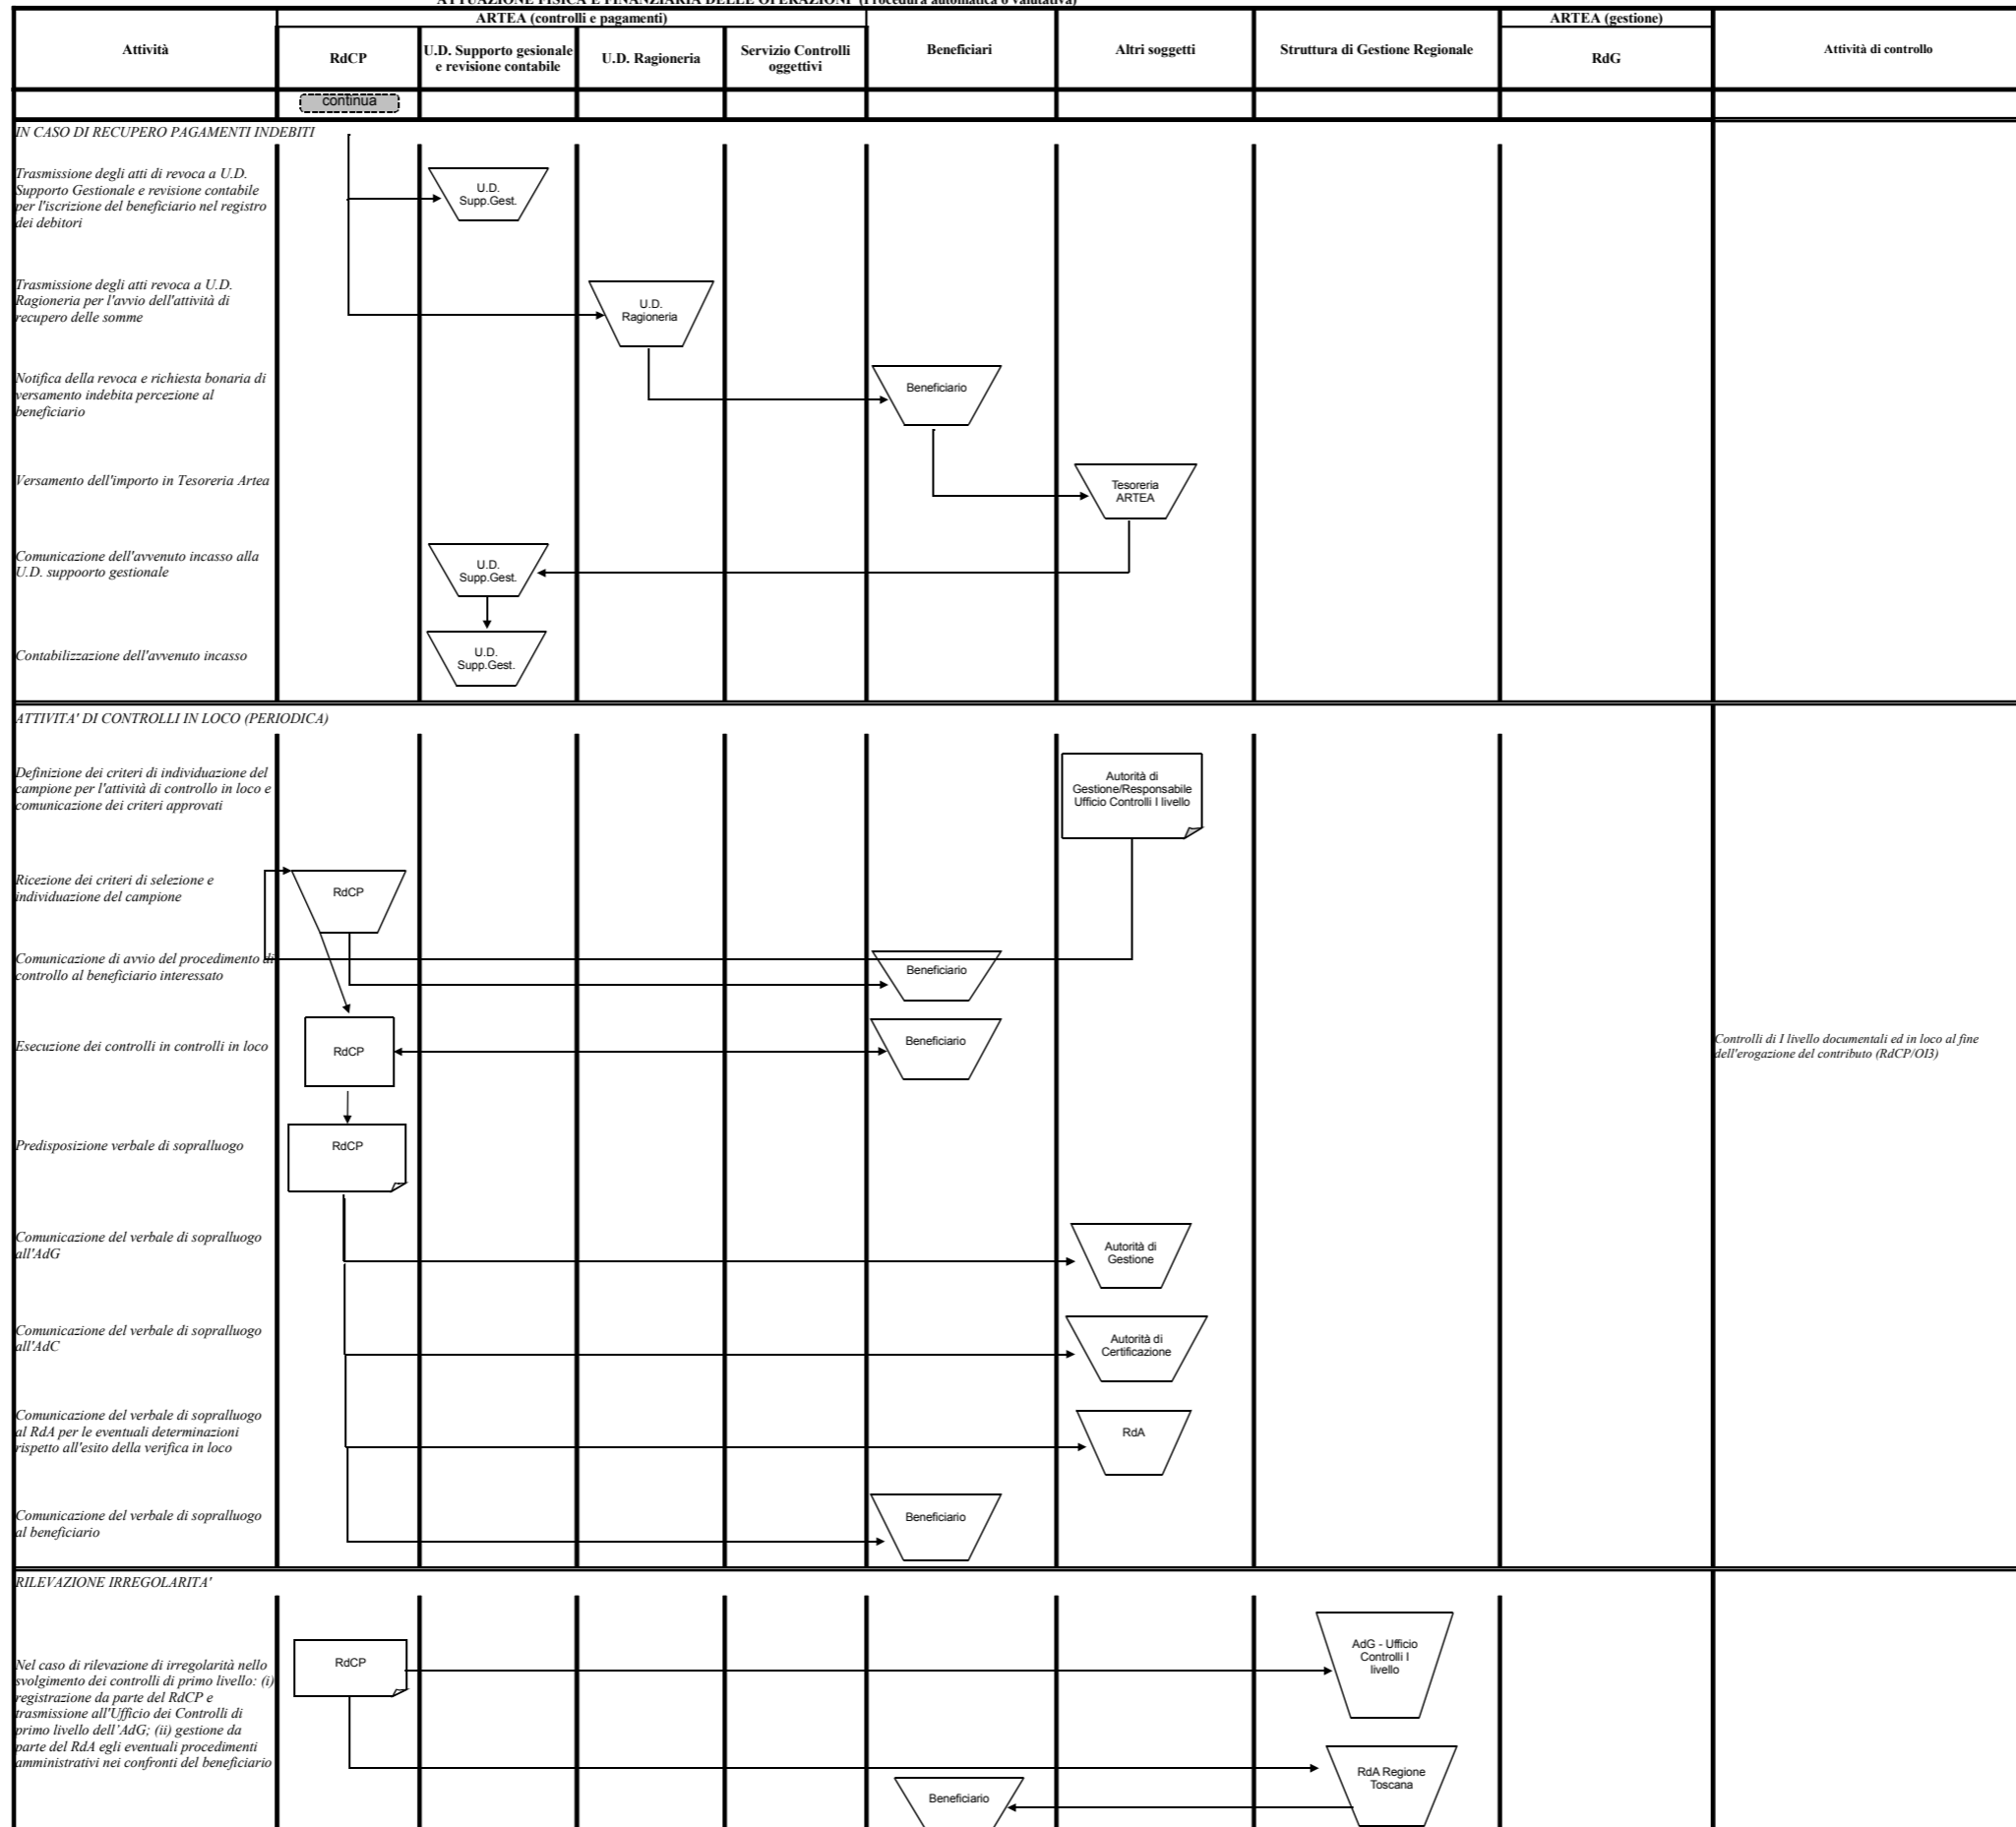 ATTUAZIONE FISICA E FINANZIARIA DELLE OPERAZIONI (Procedura automatica o valutativa)
Attività
ARTEA (controlli e pagamenti)
RdCP
U.D. Supporto gesionale
e revisione contabile
U.D. Ragioneria
Servizio Controlli
oggettivi
Beneficiari
Altri soggetti
Struttura di Gestione Regionale
ARTEA (gestione)
RdG
Attività di controllo
continua
IN CASO DI RECUPERO PAGAMENTI INDEBITI
Trasmissione degli atti di revoca a U.D.
Supporto Gestionale e revisione contabile
per l'iscrizione del beneficiario nel registro
dei debitori
U.D.
Supp.Gest.
Trasmissione degli atti revoca a U.D.
Ragioneria per l'avvio dell'attività di
recupero delle somme
U.D.
Ragioneria
Notifica della revoca e richiesta bonaria di
versamento indebita percezione al
beneficiario
Beneficiario
Versamento dell'importo in Tesoreria Artea
Tesoreria
ARTEA
Comunicazione dell'avvenuto incasso alla
U.D. suppoorto gestionale
U.D.
Supp.Gest.
Contabilizzazione dell'avvenuto incasso
U.D.
Supp.Gest.
ATTIVITA' DI CONTROLLI IN LOCO (PERIODICA)
Definizione dei criteri di individuazione del
campione per l'attività di controllo in loco e
comunicazione dei criteri approvati
Autorità di
Gestione/Responsabile
Ufficio Controlli I livello
Ricezione dei criteri di selezione e
individuazione del campione
RdCP
Comunicazione di avvio del procedimento di
controllo al beneficiario interessato
Beneficiario
Esecuzione dei controlli in controlli in loco
RdCP
Beneficiario
Controlli di I livello documentali ed in loco al fine
dell'erogazione del contributo (RdCP/OI3)
Predisposizione verbale di sopralluogo
RdCP
Comunicazione del verbale di sopralluogo
all'AdG
Autorità di
Gestione
Comunicazione del verbale di sopralluogo
all'AdC
Autorità di
Certificazione
Comunicazione del verbale di sopralluogo
al RdA per le eventuali determinazioni
rispetto all'esito della verifica in loco
RdA
Comunicazione del verbale di sopralluogo
al beneficiario
Beneficiario
RILEVAZIONE IRREGOLARITA'
Nel caso di rilevazione di irregolarità nello
svolgimento dei controlli di primo livello: (i)
registrazione da parte del RdCP e
trasmissione all'Ufficio dei Controlli di
primo livello dell'AdG; (ii) gestione da
parte del RdA egli eventuali procedimenti
amministrativi nei confronti del beneficiario
RdCP
AdG - Ufficio
Controlli I
livello
RdA Regione
Toscana
Beneficiario